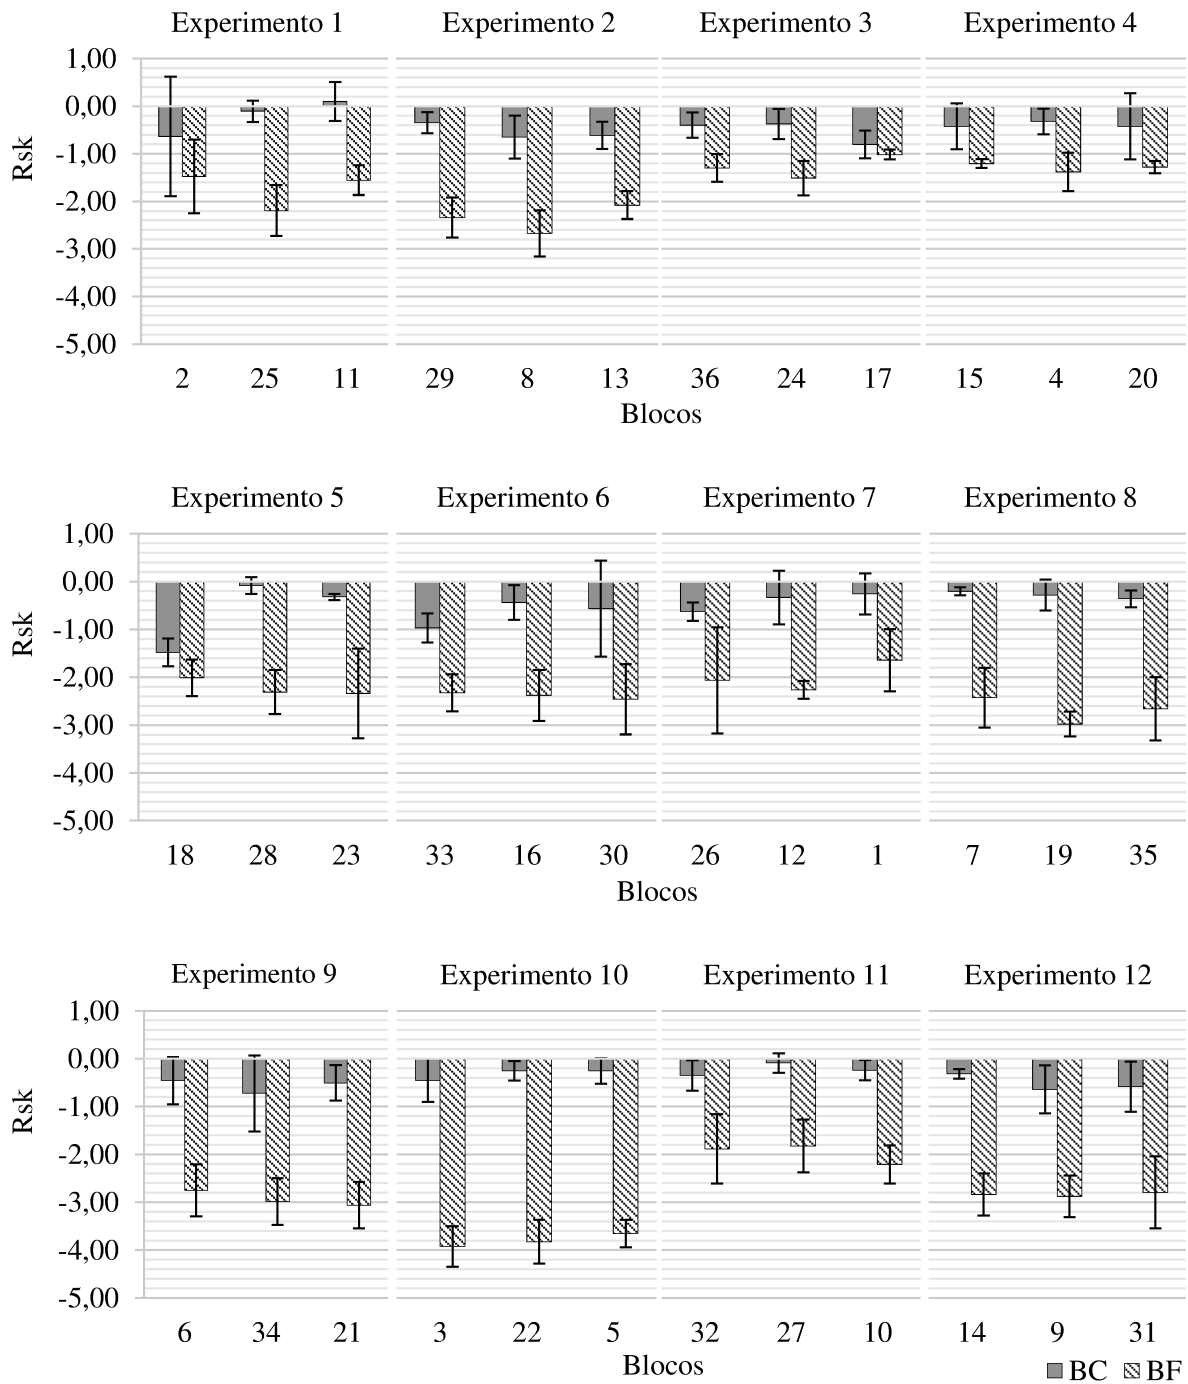 Experimento 1 Experimento 2 Experimento 3 Experimento 4
1,00
0,00
-1,00
-2,00
-3,00
-4,00
-5,00
Rsk
2 25 11 29 8 13 36 24 17 15 4 20
Blocos
Experimento 5 Experimento 6 Experimento 7 Experimento 8
1,00
0,00
-1,00
-2,00
-3,00
-4,00
-5,00
Rsk
18 28 23 33 16 30 26 12 1 7 19 35
Blocos
Experimento 9 Experimento 10 Experimento 11 Experimento 12
1,00
0,00
-1,00
-2,00
-3,00
-4,00
-5,00
Rsk
6 34 21 3 22 5 32 27 10 14 9 31
Blocos
BC BF